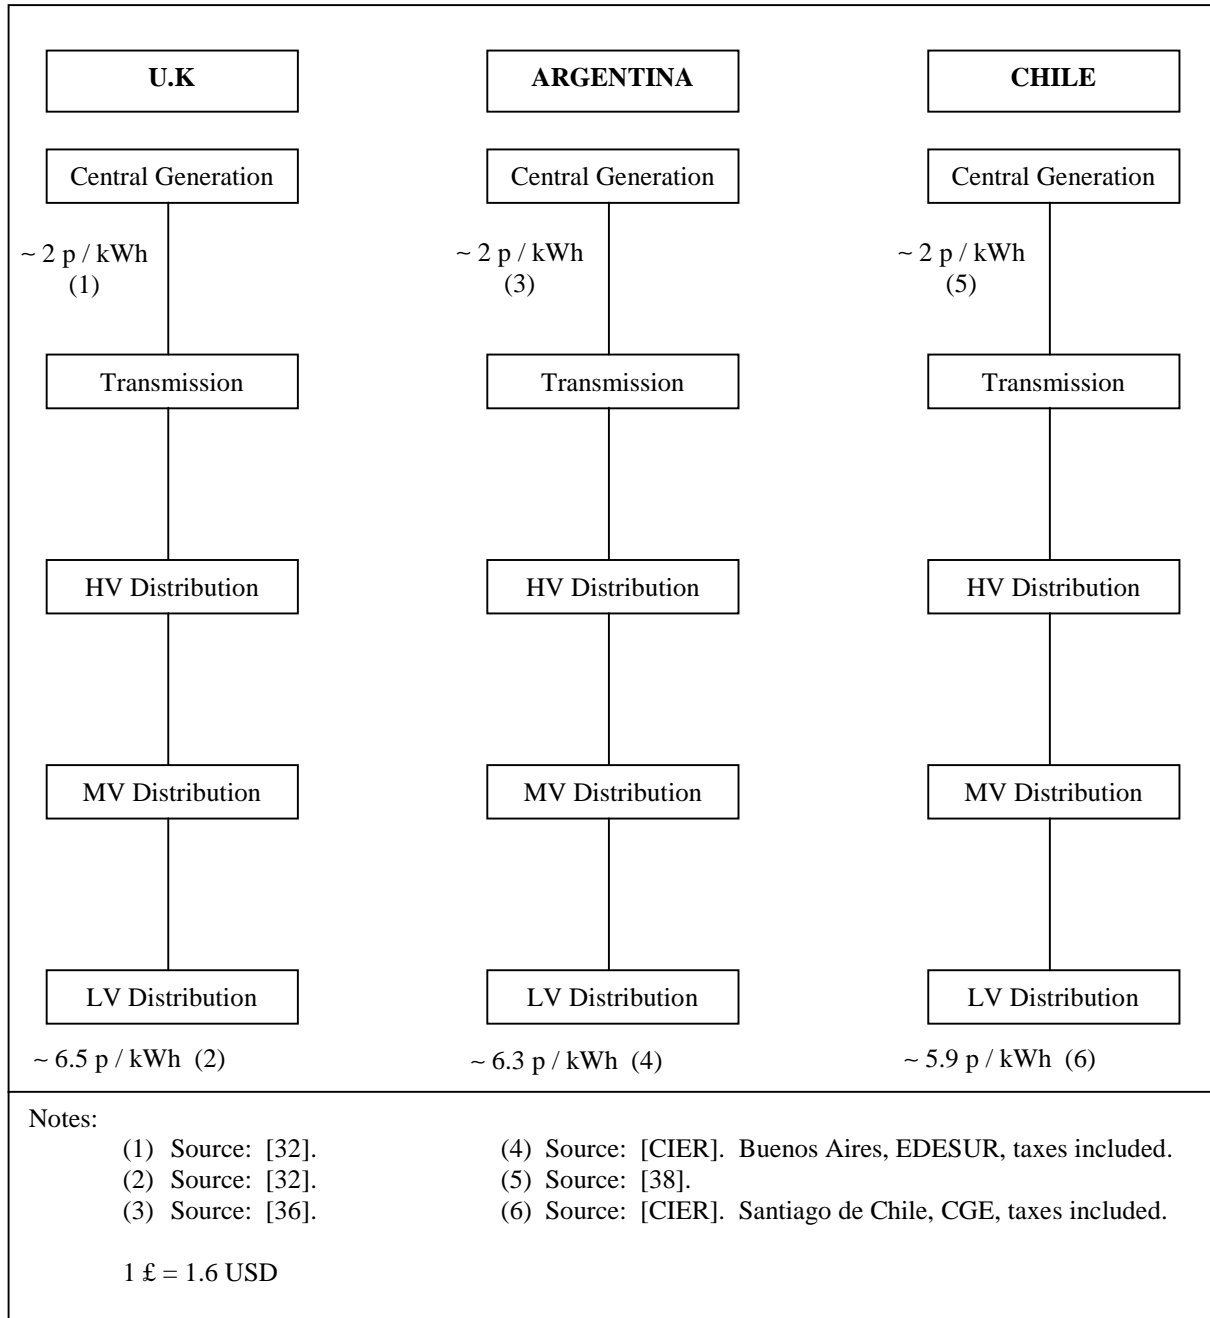 U.K
ARGENTINA
CHILE
Central Generation
Central Generation
Central Generation
~ 2 p / kWh
(1)
~ 2 p / kWh
(3)
~ 2 p / kWh
(5)
Transmission
Transmission
Transmission
HV Distribution
HV Distribution
HV Distribution
MV Distribution
MV Distribution
MV Distribution
LV Distribution
LV Distribution
LV Distribution
~ 6.5 p / kWh (2)
~ 6.3 p / kWh (4)
~ 5.9 p / kWh (6)
Notes:
(1) Source: [32].
(2) Source: [32].
(3) Source: [36].
(4) Source: [CIER]. Buenos Aires, EDESUR, taxes included.
(5) Source: [38].
(6) Source: [CIER]. Santiago de Chile, CGE, taxes included.
1 £ = 1.6 USD